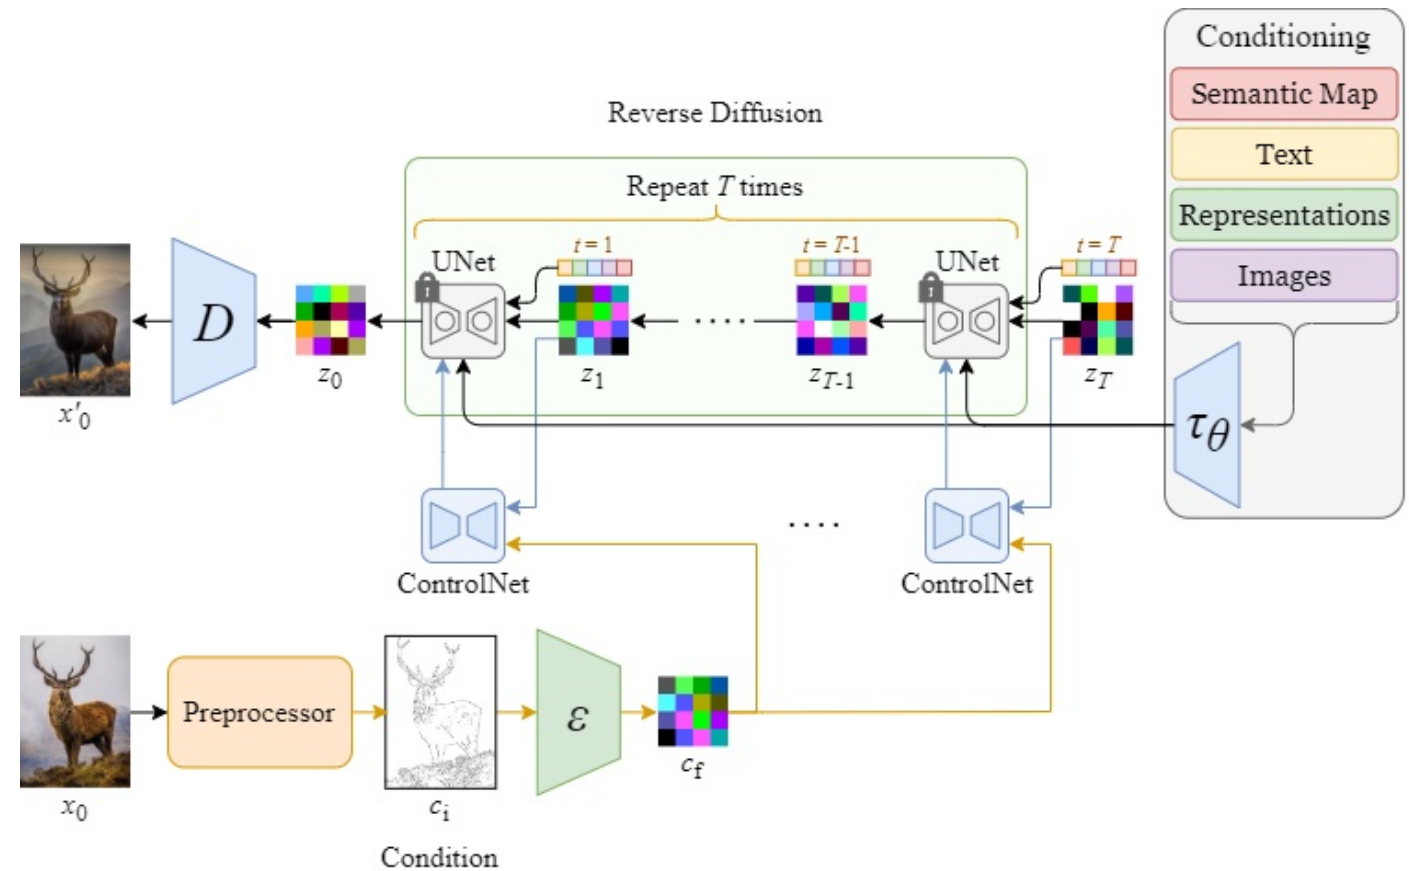 Conditioning
Semantic Map
Text
Representations
Images
τθ
Reverse Diffusion
Repeat T times
UNet
t = 1
t = T-1
UNet
t = T
D
x'0
z0
z1
....
zT-1
zT
ControlNet
....
ControlNet
Preprocessor
ε
x0
ci
cf
Condition